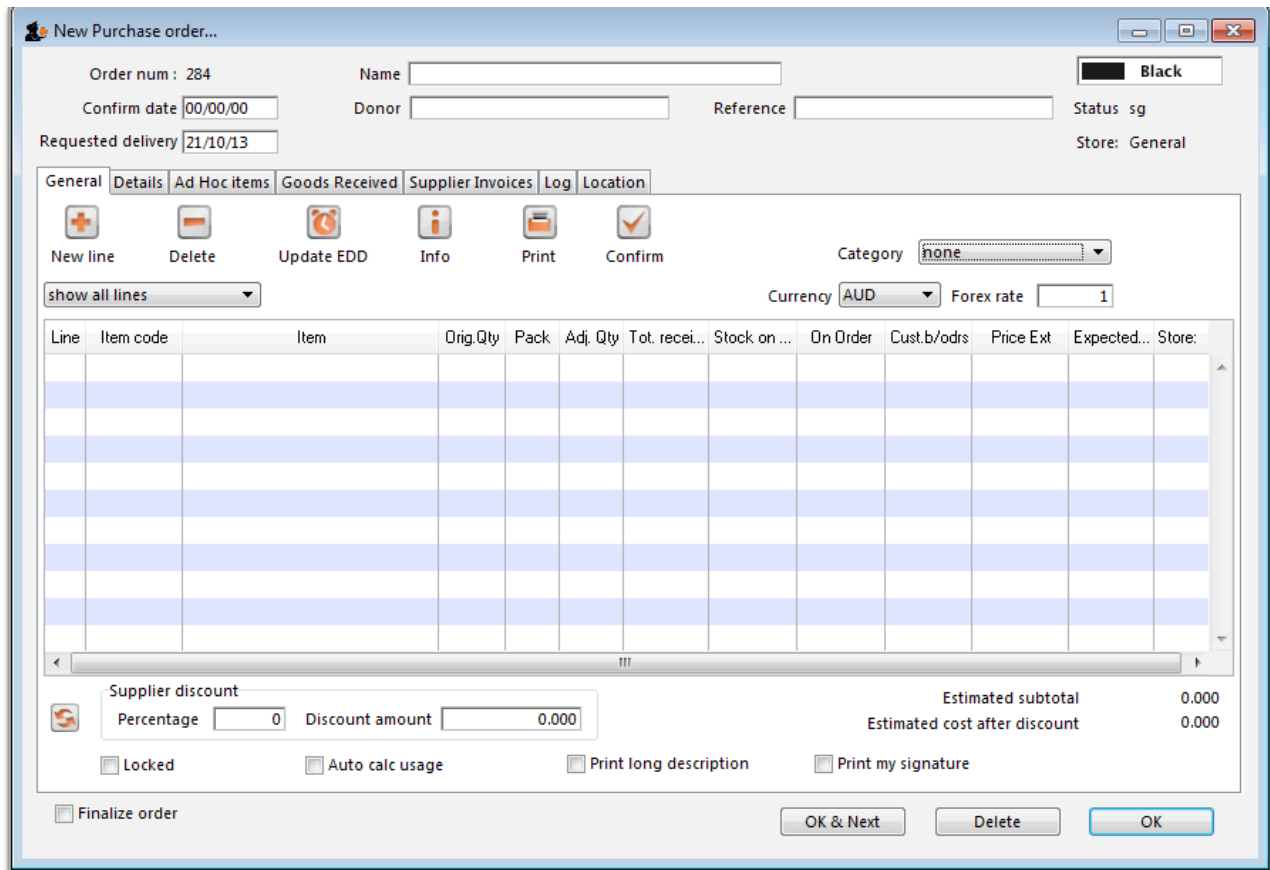 New Purchase order...
Order num : 284 Name Black
Confirm date 00/00/00 Donor Reference Status sg
Requested delivery 21/10/13 Store: General
General Details Ad Hoc items Goods Received Supplier Invoices Log Location
New line Delete Update EDD Info Print Confirm Category none
show all lines Currency AUD Forex rate 1
Line Item code Item Orig.Qty Pack Adj. Qty Tot. recei... Stock on ... On Order Cust.b/odrs Price Ext Expected... Store:
Supplier discount Estimated subtotal 0.000
Percentage 0 Discount amount 0.000 Estimated cost after discount 0.000
Locked Auto calc usage Print long description Print my signature
Finalize order OK & Next Delete OK